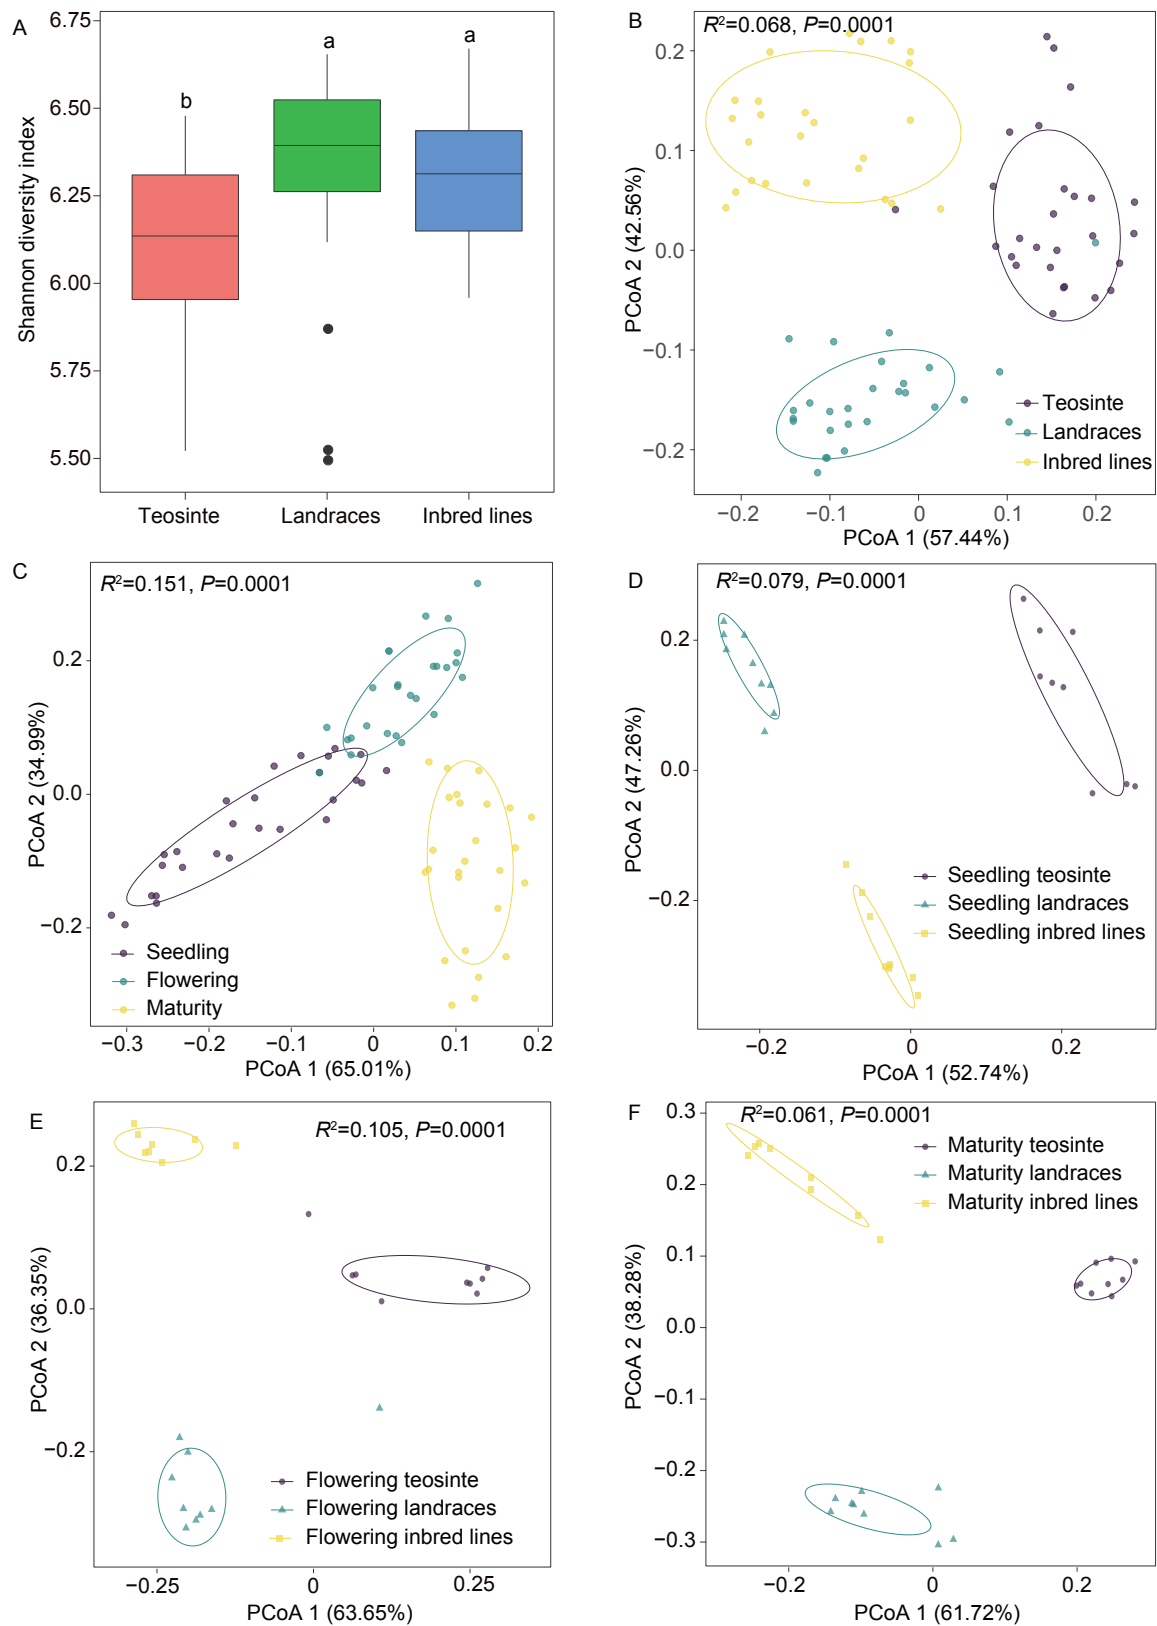 A
Shannon diversity index
6.75
6.50
6.25
6.00
5.75
5.50
b
a
a
Teosinte
Landraces
Inbred lines
B
R²=0.068, P=0.0001
PCoA 2 (42.56%)
0.2
0.1
0.0
−0.1
−0.2
Teosinte
Landraces
Inbred lines
−0.2
−0.1
0
0.1
0.2
PCoA 1 (57.44%)
C
R²=0.151, P=0.0001
PCoA 2 (34.99%)
0.2
0.0
−0.2
Seedling
Flowering
Maturity
−0.3
−0.2
−0.1
0
0.1
0.2
PCoA 1 (65.01%)
D
R²=0.079, P=0.0001
PCoA 2 (47.26%)
0.2
0.0
−0.2
Seedling teosinte
Seedling landraces
Seedling inbred lines
−0.2
0
0.2
PCoA 1 (52.74%)
E
R²=0.105, P=0.0001
PCoA 2 (36.35%)
0.2
0.0
−0.2
Flowering teosinte
Flowering landraces
Flowering inbred lines
−0.25
0
0.25
PCoA 1 (63.65%)
F
R²=0.061, P=0.0001
PCoA 2 (38.28%)
0.3
0.2
0.1
0.0
−0.1
−0.2
−0.3
Maturity teosinte
Maturity landraces
Maturity inbred lines
−0.2
0
0.2
PCoA 1 (61.72%)